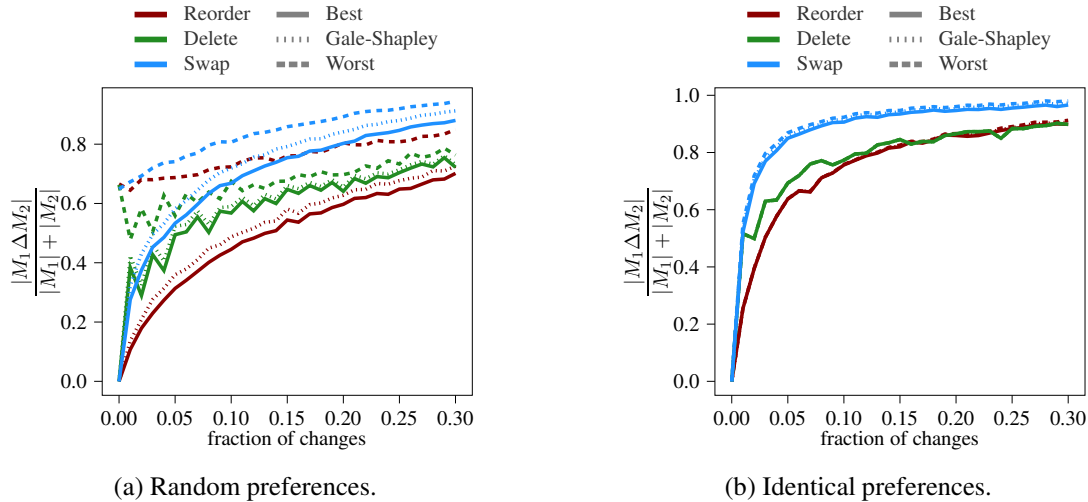 Reorder Best
Delete Gale-Shapley
Swap Worst
|M₁ΔM₂|
|M₁| + |M₂|
0.8
0.6
0.4
0.2
0.0
0.00 0.05 0.10 0.15 0.20 0.25 0.30
fraction of changes
(a) Random preferences.
Reorder Best
Delete Gale-Shapley
Swap Worst
|M₁ΔM₂|
|M₁| + |M₂|
1.0
0.8
0.6
0.4
0.2
0.0
0.00 0.05 0.10 0.15 0.20 0.25 0.30
fraction of changes
(b) Identical preferences.